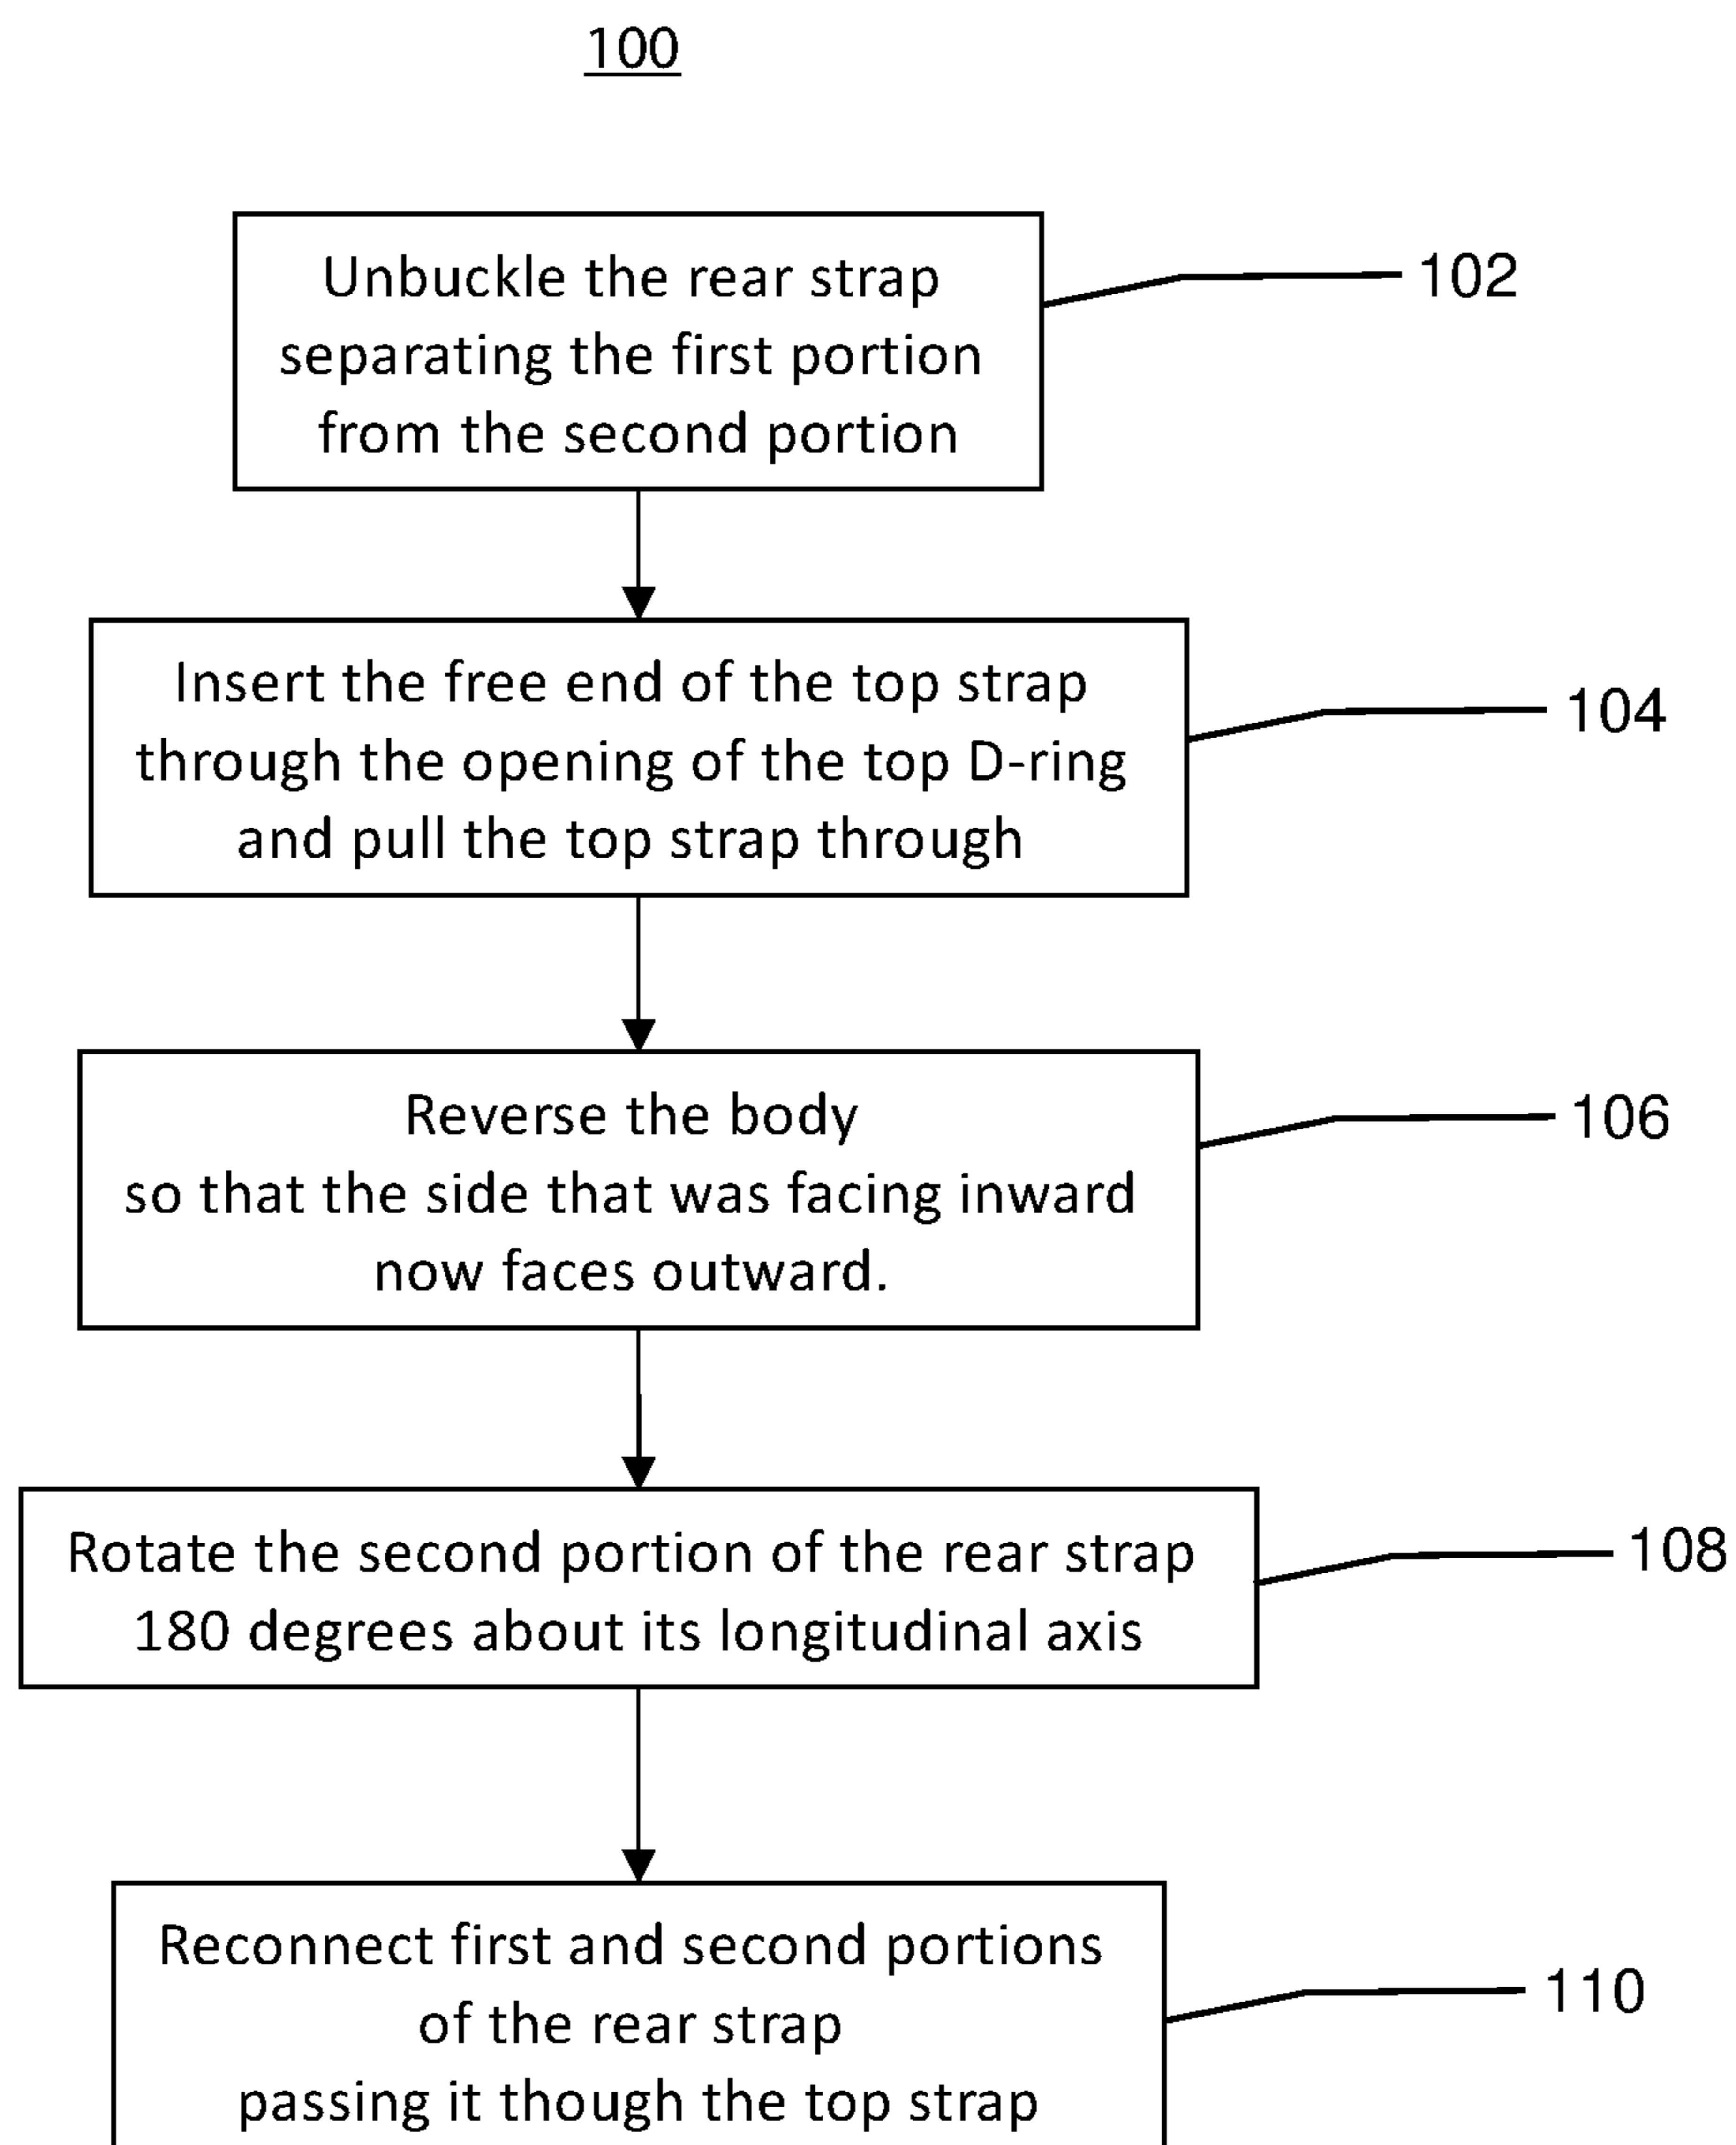 100
Unbuckle the rear strap
separating the first portion
from the second portion
102
Insert the free end of the top strap
through the opening of the top D-ring
and pull the top strap through
104
Reverse the body
so that the side that was facing inward
now faces outward.
106
Rotate the second portion of the rear strap
180 degrees about its longitudinal axis
108
Reconnect first and second portions
of the rear strap
passing it though the top strap
110